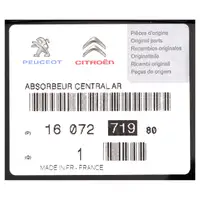 PEUGEOT
CITROËN
Pièces d'origine
Original parts
Recambios originales
Originalteile
Ricambi originali
Peças de origem
ABSORBEUR CENTRAL AR
(P) 16 072 719 80
1
MADE IN FR - FRANCE